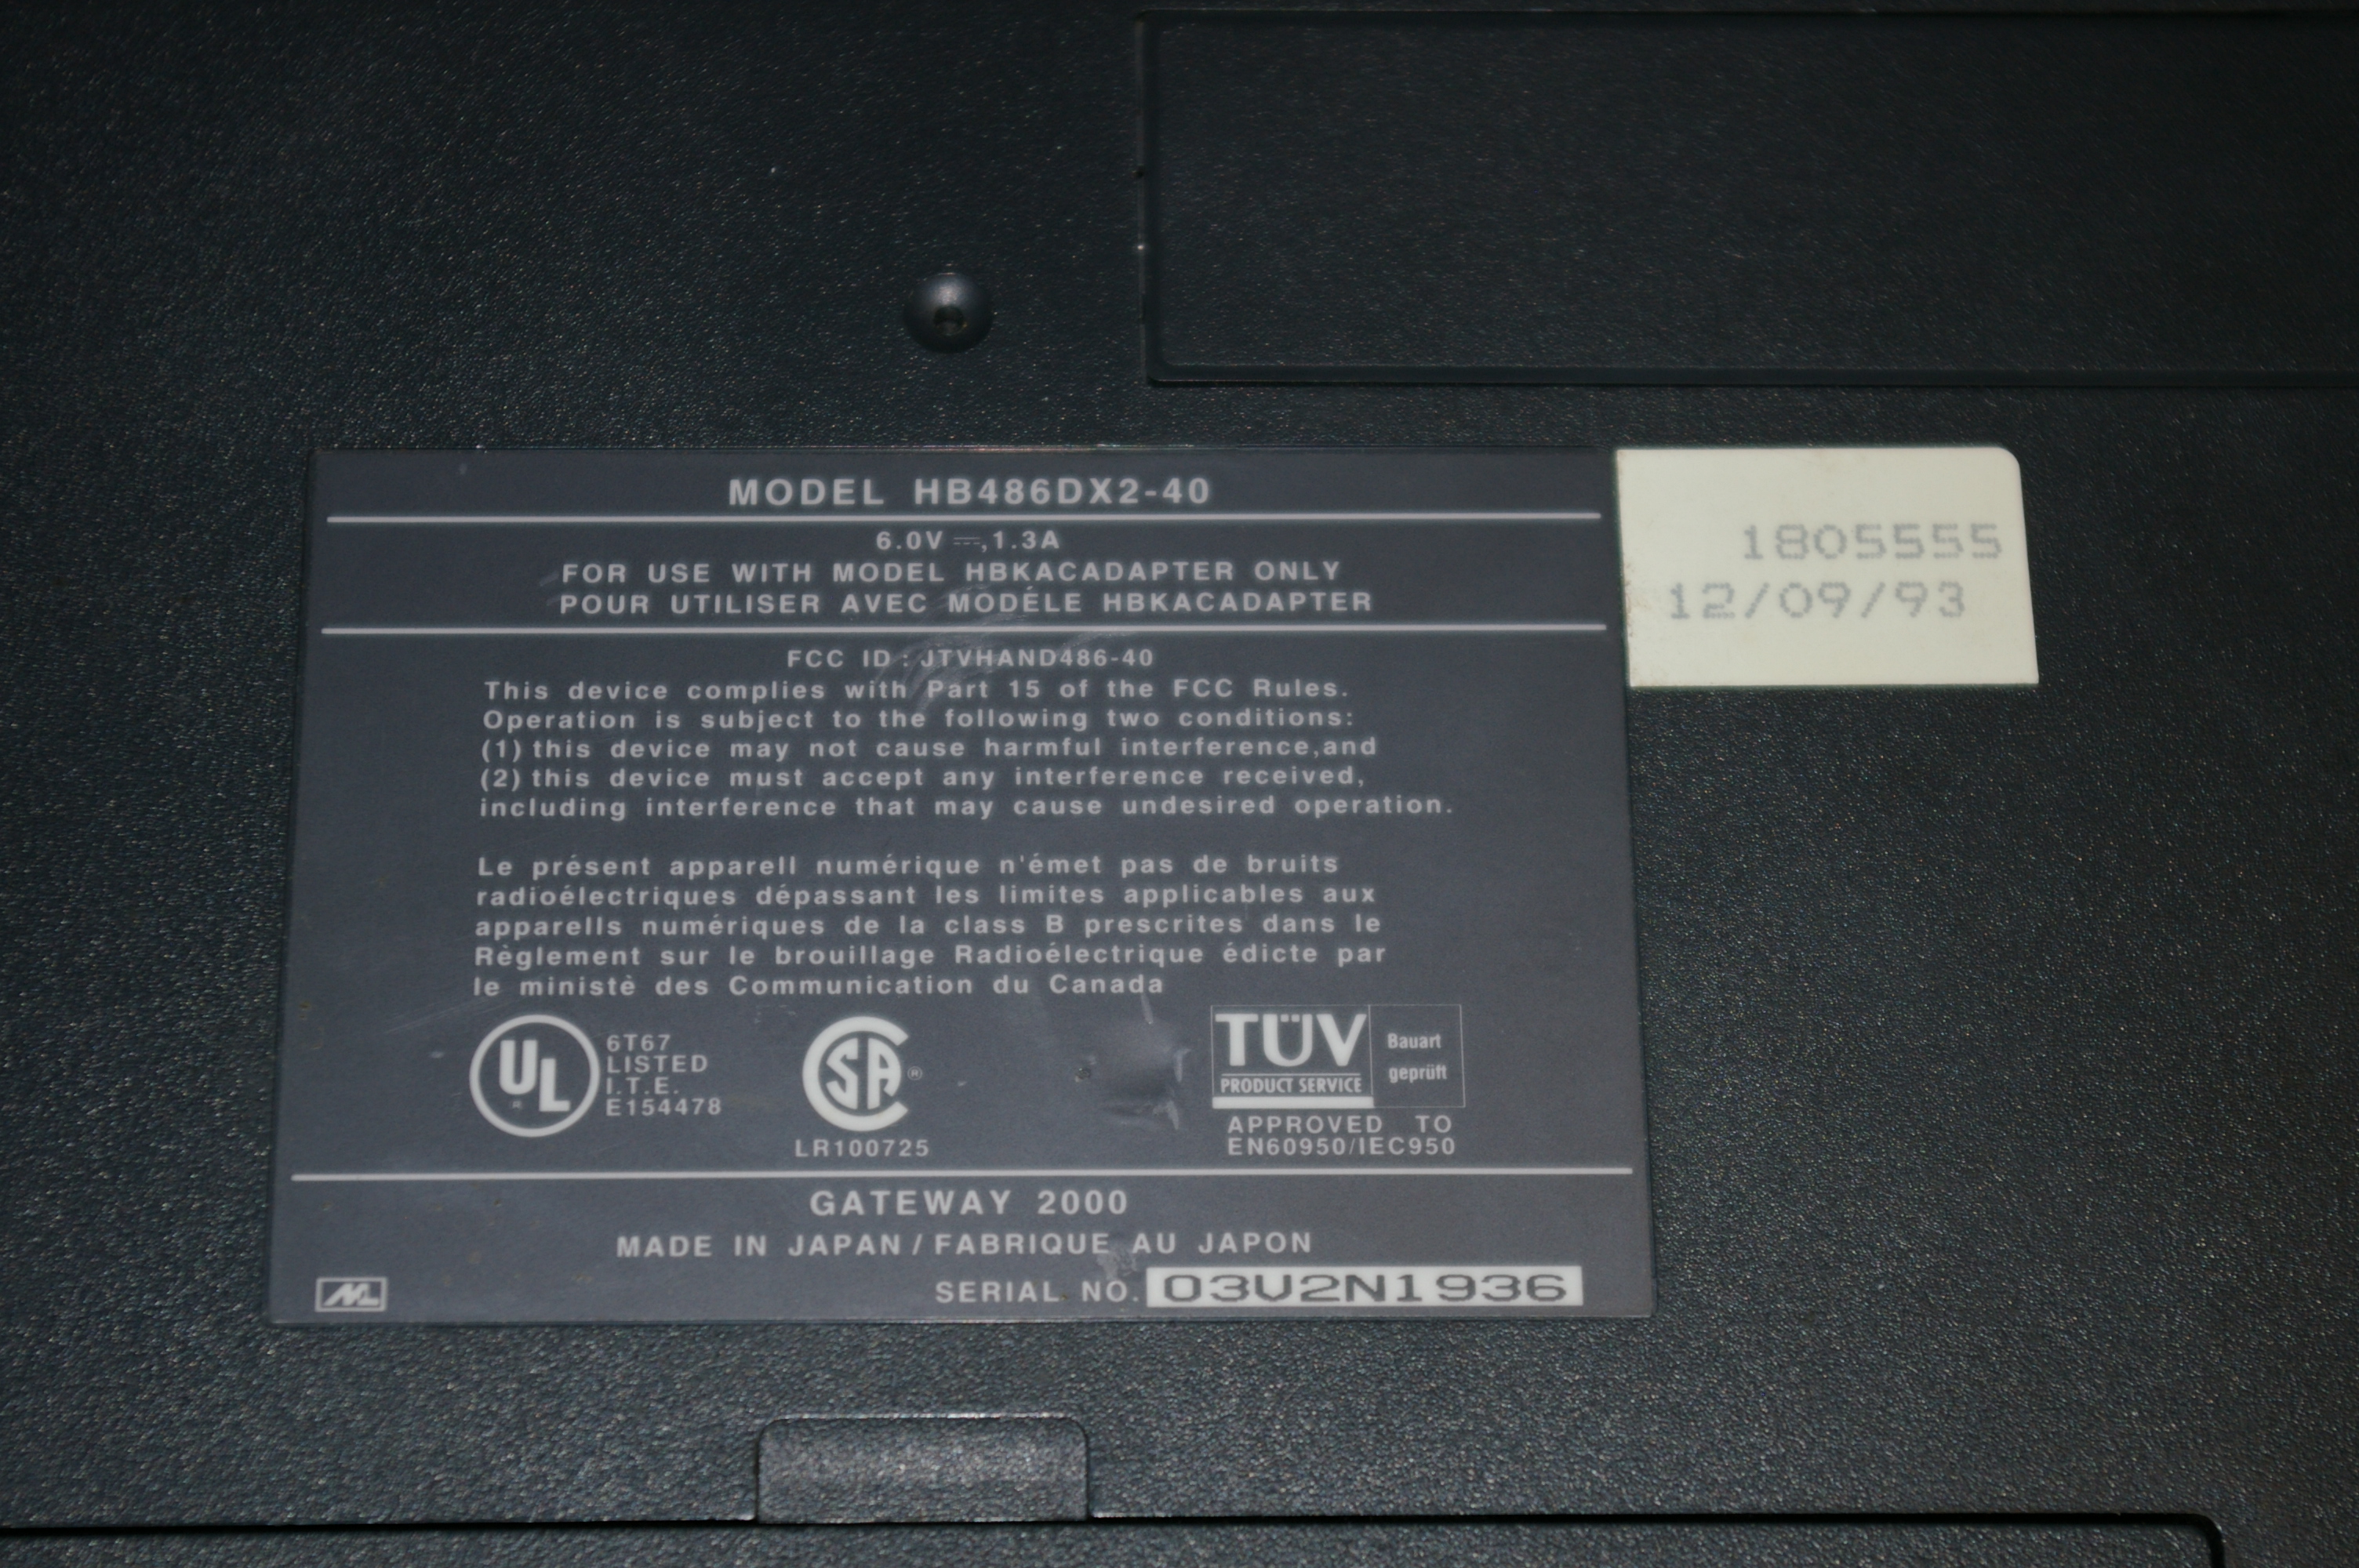 MODEL HB486DX2-40
6.0V ⎓,1.3A
FOR USE WITH MODEL HBKACADAPTER ONLY
POUR UTILISER AVEC MODÉLE HBKACADAPTER
1805555
12/09/93
FCC ID : JTVHAND486-40
This device complies with Part 15 of the FCC Rules.
Operation is subject to the following two conditions:
(1) this device may not cause harmful interference,and
(2) this device must accept any interference received,
including interference that may cause undesired operation.
Le présent apparell numérique n'émet pas de bruits
radioélectriques dépassant les limites applicables aux
apparells numériques de la class B prescrites dans le
Règlement sur le brouillage Radioélectrique édicte par
le ministè des Communication du Canada
UL
6T67
LISTED
I.T.E.
E154478
CSA ®
LR100725
TÜV
PRODUCT SERVICE
Bauart
geprüft
APPROVED TO
EN60950/IEC950
GATEWAY 2000
MADE IN JAPAN / FABRIQUE AU JAPON
SERIAL NO. 03V2N1936